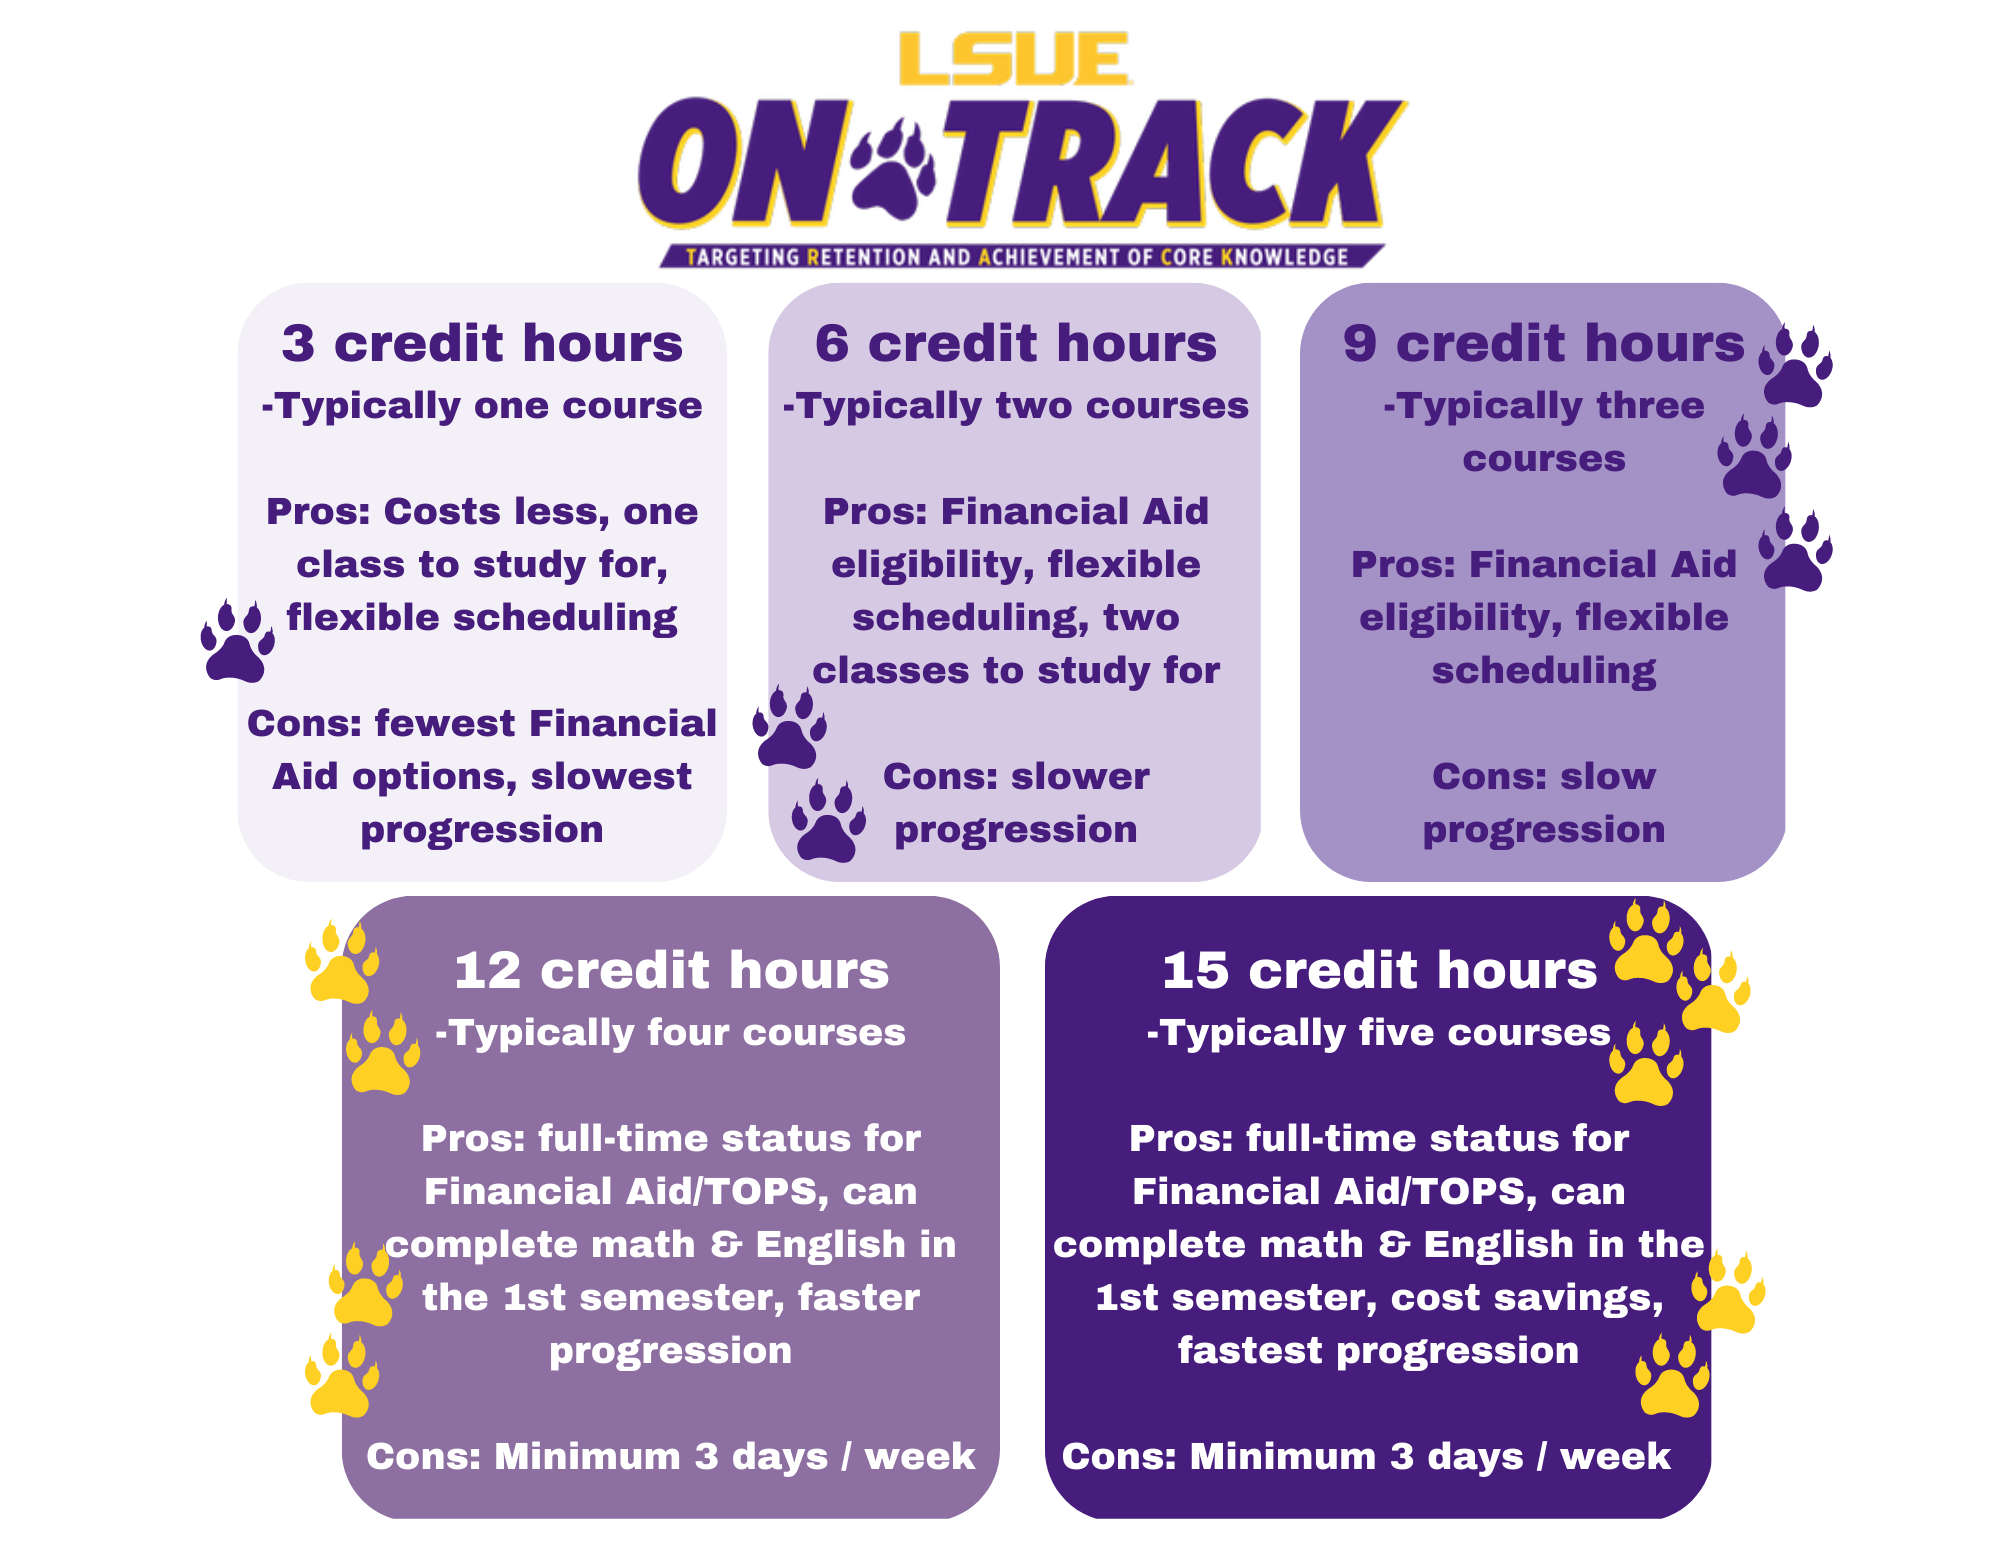 LSUE
ON TRACK
TARGETING RETENTION AND ACHIEVEMENT OF CORE KNOWLEDGE
3 credit hours
-Typically one course
Pros: Costs less, one
class to study for,
flexible scheduling
Cons: fewest Financial
Aid options, slowest
progression
6 credit hours
-Typically two courses
Pros: Financial Aid
eligibility, flexible
scheduling, two
classes to study for
Cons: slower
progression
9 credit hours
-Typically three
courses
Pros: Financial Aid
eligibility, flexible
scheduling
Cons: slow
progression
12 credit hours
-Typically four courses
Pros: full-time status for
Financial Aid/TOPS, can
complete math & English in
the 1st semester, faster
progression
Cons: Minimum 3 days / week
15 credit hours
-Typically five courses
Pros: full-time status for
Financial Aid/TOPS, can
complete math & English in the
1st semester, cost savings,
fastest progression
Cons: Minimum 3 days / week